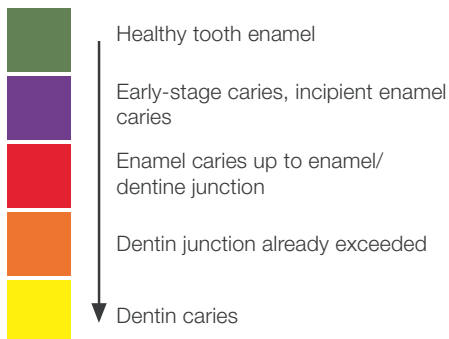 Healthy tooth enamel
Early-stage caries, incipient enamel
caries
Enamel caries up to enamel/
dentine junction
Dentin junction already exceeded
Dentin caries